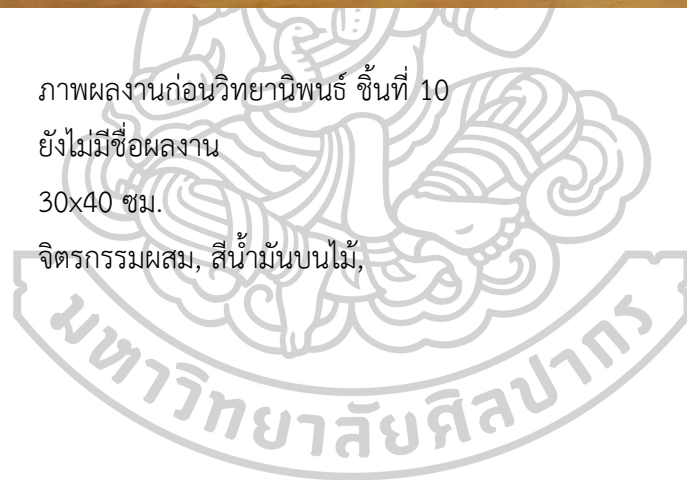 ภาพผลงานก่อนวิทยานิพนธ์ ชิ้นที่ 10
ยังไม่มีชื่อผลงาน
30x40 ซม.
จิตรกรรมผสม, สีน้ำมันบนไม้,
มหาวิทยาลัยศิลปากร